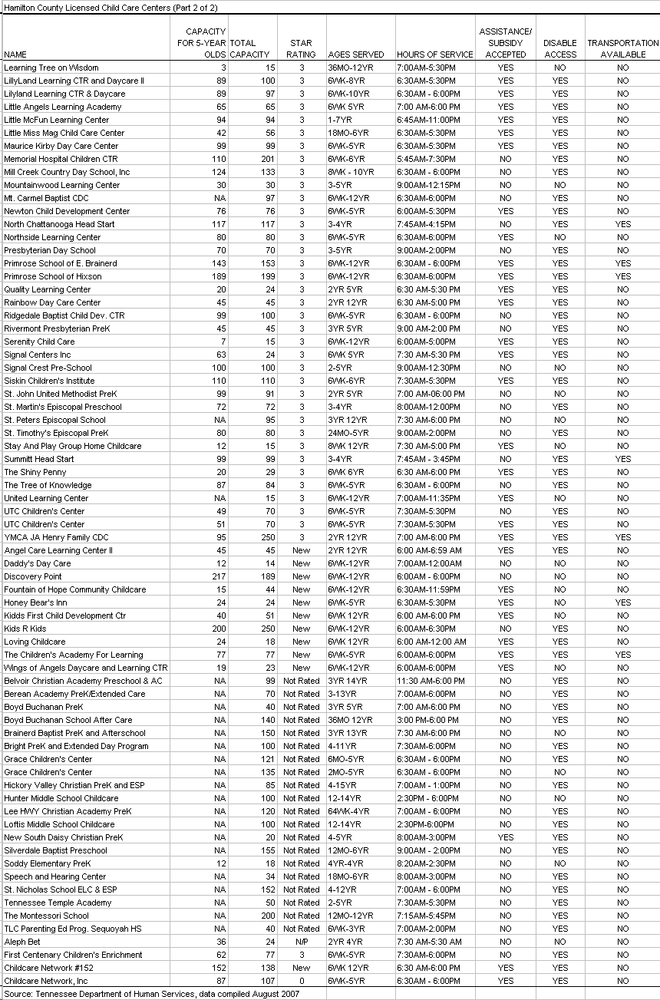 Hamilton County Licensed Child Care Centers (Part 2 of 2)
NAME CAPACITY FOR 5-YEAR OLDS TOTAL CAPACITY STAR RATING AGES SERVED HOURS OF SERVICE ASSISTANCE/ SUBSIDY ACCEPTED DISABLE ACCESS TRANSPORTATION AVAILABLE
Learning Tree on Wisdom 3 15 3 36MO-12YR 7:00AM-5:30PM YES NO NO
LillyLand Learning CTR and Daycare II 89 100 3 6WK-8YR 6:30AM-5:30PM YES YES NO
Lilyland Learning CTR & Daycare 89 97 3 6WK-10YR 6:30AM - 6:00PM YES YES NO
Little Angels Learning Academy 65 65 3 6WK 5YR 7:00 AM-6:00 PM YES YES NO
Little McFun Learning Center 94 94 3 1-7YR 6:45AM-11:00PM YES YES NO
Little Miss Mag Child Care Center 42 56 3 18MO-6YR 6:30AM-5:30PM YES YES NO
Maurice Kirby Day Care Center 99 99 3 6WK-5YR 6:30AM-5:30PM YES YES NO
Memorial Hospital Children CTR 110 201 3 6WK-6YR 5:45AM-7:30PM NO YES NO
Mill Creek Country Day School, Inc 124 133 3 8WK - 10YR 6:30AM - 6:00PM NO YES NO
Mountainwood Learning Center 30 30 3 3-5YR 9:00AM-12:15PM NO NO NO
Mt. Carmel Baptist CDC NA 97 3 6WK-12YR 6:30AM-6:00PM NO YES NO
Newton Child Development Center 76 76 3 6WK-5YR 6:00AM-5:30PM YES YES NO
North Chattanooga Head Start 117 117 3 3-4YR 7:45AM-4:15PM NO YES YES
Northside Learning Center 80 80 3 6WK-5YR 6:30AM-6:00PM YES NO NO
Presbyterian Day School 70 70 3 3-5YR 9:00AM-2:00PM NO YES NO
Primrose School of E. Brainerd 143 153 3 6WK-12YR 6:30AM - 6:00PM YES YES YES
Primrose School of Hixson 189 199 3 6WK-12YR 6:30AM-6:00PM YES YES YES
Quality Learning Center 20 24 3 2YR 5YR 6:30 AM-5:30 PM YES YES NO
Rainbow Day Care Center 45 45 3 2YR 12YR 6:30 AM-5:00 PM YES YES NO
Ridgedale Baptist Child Dev. CTR 99 100 3 6WK-5YR 6:30AM - 6:00PM NO YES NO
Rivermont Presbyterian PreK 45 45 3 3YR 5YR 9:00 AM-2:00 PM NO YES NO
Serenity Child Care 7 15 3 6WK-12YR 6:00AM-5:00PM YES YES NO
Signal Centers Inc 63 24 3 6WK 5YR 7:30 AM-5:30 PM YES YES NO
Signal Crest Pre-School 100 100 3 2-5YR 9:00AM-12:30PM NO NO NO
Siskin Children's Institute 110 110 3 6WK-6YR 7:30AM-5:30PM YES YES NO
St. John United Methodist PreK 99 91 3 2YR 5YR 7:00 AM-06:00 PM NO NO NO
St. Martin's Episcopal Preschool 72 72 3 3-4YR 8:00AM-12:00PM NO YES NO
St. Peters Episcopal School NA 95 3 3YR 12YR 7:30 AM-6:00 PM NO NO NO
St. Timothy's Episcopal PreK 80 80 3 24MO-5YR 9:00AM-2:00PM NO YES NO
Stay And Play Group Home Childcare 12 15 3 8WK 12YR 7:30 AM-5:00 PM YES NO NO
Summitt Head Start 99 99 3 3-4YR 7:45AM - 3:45PM NO YES YES
The Shiny Penny 20 29 3 6WK 6YR 6:30 AM-6:00 PM YES YES NO
The Tree of Knowledge 87 84 3 6WK-5YR 6:30AM - 6:00PM NO YES NO
United Learning Center NA 15 3 6WK-12YR 7:00AM-11:35PM YES NO NO
UTC Children's Center 49 70 3 6WK-5YR 7:30AM-5:30PM NO YES NO
UTC Children's Center 51 70 3 6WK-5YR 7:30AM-5:30PM YES YES NO
YMCA JA Henry Family CDC 95 250 3 2YR 12YR 7:00 AM-6:00 PM YES YES YES
Angel Care Learning Center II 45 45 New 2YR 12YR 6:00 AM-6:59 AM YES YES NO
Daddy's Day Care 12 14 New 6WK-12YR 7:00AM-12:00AM NO NO NO
Discovery Point 217 189 New 6WK-12YR 6:00AM - 6:00PM NO NO NO
Fountain of Hope Community Childcare 15 44 New 6WK-12YR 6:30AM-11:59PM YES NO NO
Honey Bear's Inn 24 24 New 6WK-5YR 6:30AM-5:30PM YES NO YES
Kidds First Child Development Ctr 40 51 New 6WK 12YR 6:00 AM-6:00 PM YES NO NO
Kids R Kids 200 250 New 6WK-12YR 6:00AM-6:30PM NO YES NO
Loving Childcare 24 18 New 6WK 12YR 6:00 AM-12:00 AM YES YES NO
The Children's Academy For Learning 77 77 New 6WK-5YR 6:00AM-6:00PM YES YES YES
Wings of Angels Daycare and Learning CTR 19 23 New 6WK-12YR 6:00AM-6:00PM YES NO NO
Belvoir Christian Academy Preschool & AC NA 99 Not Rated 3YR 14YR 11:30 AM-6:00 PM NO YES NO
Berean Academy PreK/Extended Care NA 70 Not Rated 3-13YR 7:00AM-6:00PM NO YES NO
Boyd Buchanan PreK NA 40 Not Rated 3YR 5YR 7:00 AM-6:00 PM NO YES NO
Boyd Buchanan School After Care NA 140 Not Rated 36MO 12YR 3:00 PM-6:00 PM NO YES NO
Brainerd Baptist PreK and Afterschool NA 150 Not Rated 3YR 13YR 7:30 AM-6:00 PM NO NO NO
Bright PreK and Extended Day Program NA 100 Not Rated 4-11YR 7:30AM-6:00PM NO YES NO
Grace Children's Center NA 121 Not Rated 6MO-5YR 6:30AM - 6:00PM NO YES NO
Grace Children's Center NA 135 Not Rated 2MO-5YR 6:30AM - 6:00PM NO NO NO
Hickory Valley Christian PreK and ESP NA 85 Not Rated 4-15YR 7:00AM - 1:00PM NO YES NO
Hunter Middle School Childcare NA 100 Not Rated 12-14YR 2:30PM - 6:00PM NO NO NO
Lee HWY Christian Academy PreK NA 120 Not Rated 64WK-4YR 7:00AM - 6:00PM NO YES NO
Loftis Middle School Childcare NA 100 Not Rated 12-14YR 2:30PM-6:00PM NO YES NO
New South Daisy Christian PreK NA 20 Not Rated 4-5YR 8:00AM-3:00PM YES YES NO
Silverdale Baptist Preschool NA 155 Not Rated 12MO-6YR 9:00AM - 2:00PM NO YES NO
Soddy Elementary PreK 12 18 Not Rated 4YR-4YR 8:20AM-2:30PM NO NO NO
Speech and Hearing Center NA 34 Not Rated 18MO-6YR 8:00AM-3:00PM NO YES NO
St. Nicholas School ELC & ESP NA 152 Not Rated 4-12YR 7:00AM - 6:00PM NO YES NO
Tennessee Temple Academy NA 50 Not Rated 2-5YR 7:30AM-5:30PM NO YES NO
The Montessori School NA 200 Not Rated 12MO-12YR 7:15AM-5:45PM NO YES NO
TLC Parenting Ed Prog. Sequoyah HS NA 40 Not Rated 6WK-3YR 7:00AM-2:00PM NO YES NO
Aleph Bet 36 24 N/P 2YR 4YR 7:30 AM-5:30 AM NO NO NO
First Centenary Children's Enrichment 62 77 3 6WK-5YR 7:30AM-6:00PM NO YES NO
Childcare Network #152 152 138 New 6WK 12YR 6:30 AM-6:00 PM YES YES NO
Childcare Network, Inc 87 107 0 6WK-5YR 6:30AM - 6:00PM YES YES NO
Source: Tennessee Department of Human Services, data compiled August 2007